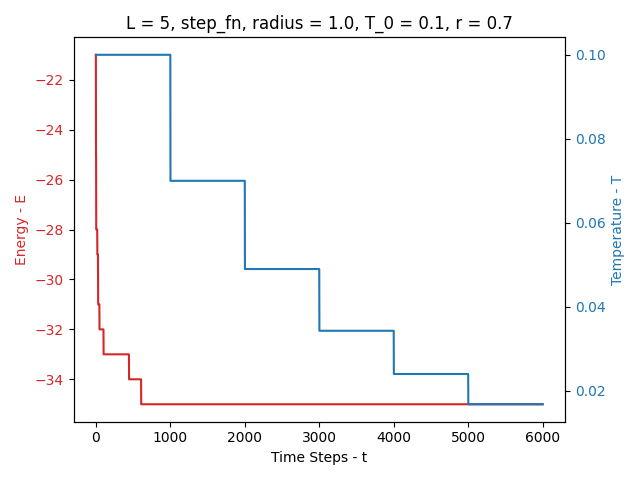 L = 5, step_fn, radius = 1.0, T_0 = 0.1, r = 0.7
−22
−24
−26
−28
−30
−32
−34
Energy - E
0.10
0.08
0.06
0.04
0.02
Temperature - T
0 1000 2000 3000 4000 5000 6000
Time Steps - t